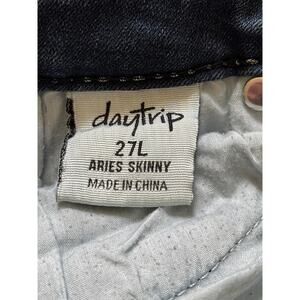 daytrip
27L
ARIES SKINNY
MADE IN CHINA